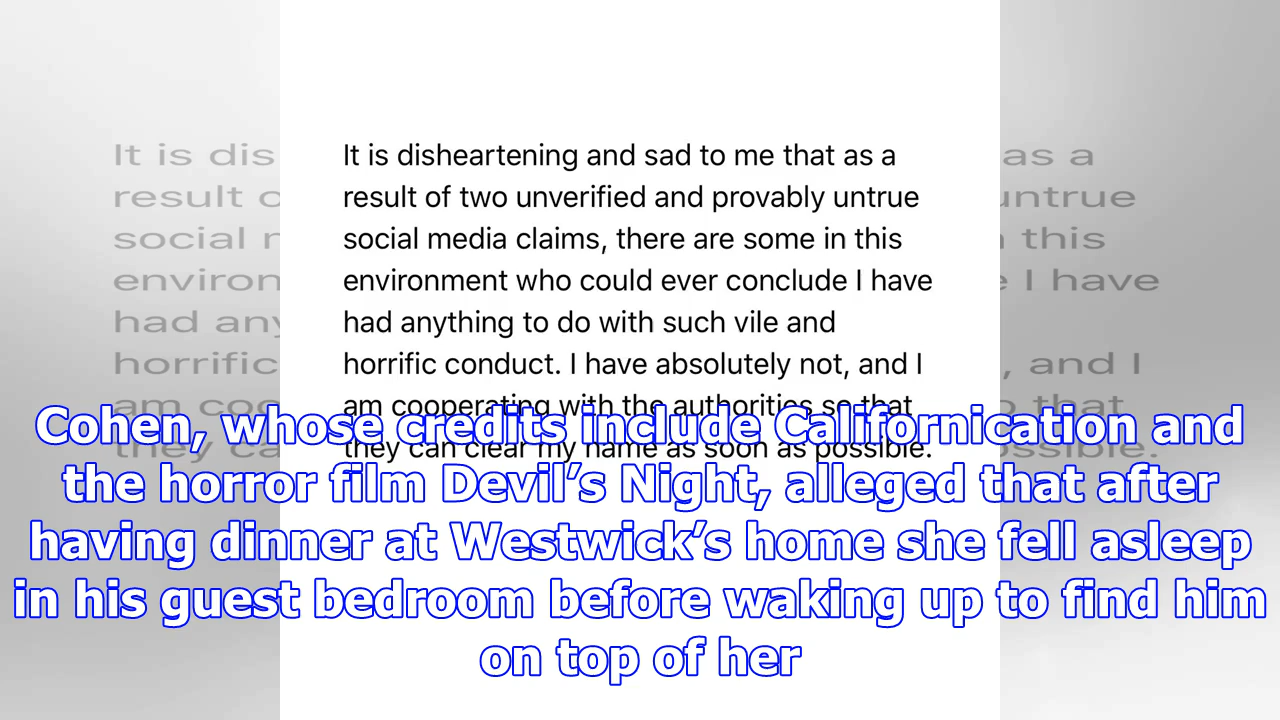 It is disheartening and sad to me that as a
result of two unverified and provably untrue
social media claims, there are some in this
environment who could ever conclude I have
had anything to do with such vile and
horrific conduct. I have absolutely not, and I
am cooperating with the authorities so that
they can clear my name as soon as possible.
Cohen, whose credits include Californication and
the horror film Devil’s Night, alleged that after
having dinner at Westwick’s home she fell asleep
in his guest bedroom before waking up to find him
on top of her